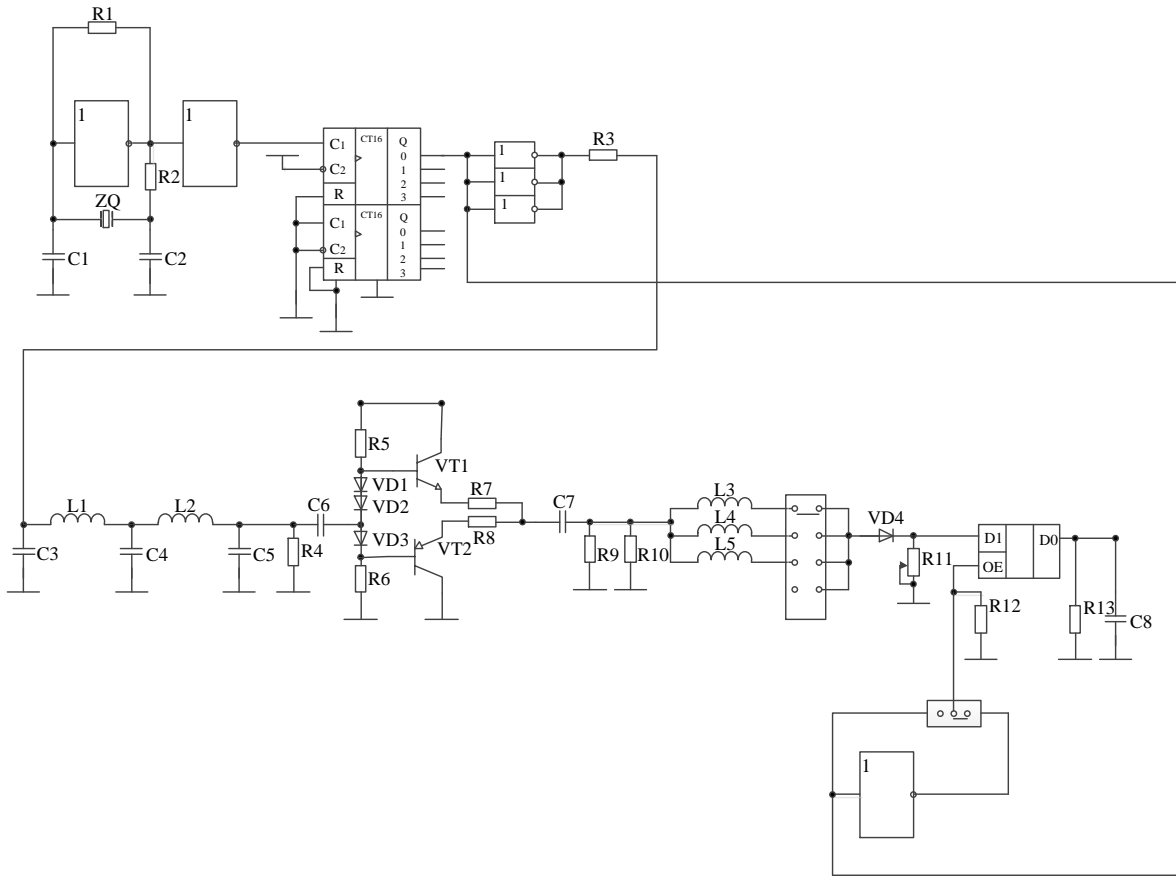 R1
1
1
R2
ZQ
C1
C2
C1
CT16
Q
0
C2
1
2
R
3
C1
CT16
Q
0
C2
1
2
R
3
1
1
1
R3
R5
VD1
VT1
VD2
R7
L1
L2
C6
C7
L3
VD3
VT2
R8
L4
VD4
C3
C4
C5
R4
R9
R10
L5
R11
D1
D0
OE
R6
R12
R13
C8
1